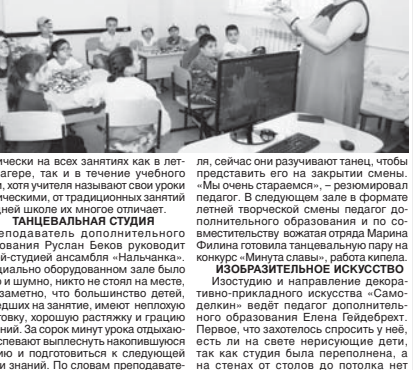 ически на всех занятиях как в лет-
агере, так и в течение учебного
, хотя учителя называют свои уроки
ическими, от традиционных занятий
ней школе их многое отличает.
ТАНЦЕВАЛЬНАЯ СТУДИЯ
еподаватель дополнительного
ования Руслан Беков руководит
й-студией ансамбля «Нальчанка».
циально оборудованном зале было
о и шумно, никто не стоял на месте,
заметно, что большинство детей,
едших на занятие, имеют неплохую
товку, хорошую растяжку и грацию
ний. За сорок минут урока отдыхаю-
спевают выплеснуть накопившуюся
ию и подготовиться к следующей
и знаний. По словам преподавате-
ля, сейчас они разучивают танец, чтобы
представить его на закрытии смены.
«Мы очень стараемся», – резюмировал
педагог. В следующем зале в формате
летней творческой смены педагог до-
полнительного образования и по со-
вместительству вожатая отряда Марина
Филина готовила танцевальную пару на
конкурс «Минута славы», работа кипела.
ИЗОБРАЗИТЕЛЬНОЕ ИСКУССТВО
Изостудию и направление декора-
тивно-прикладного искусства «Само-
делкин» ведёт педагог дополнитель-
ного образования Елена Гейдебрехт.
Первое, что захотелось спросить у неё,
есть ли на свете нерисующие дети,
так как студия была переполнена, а
на стенах от столов до потолка нет